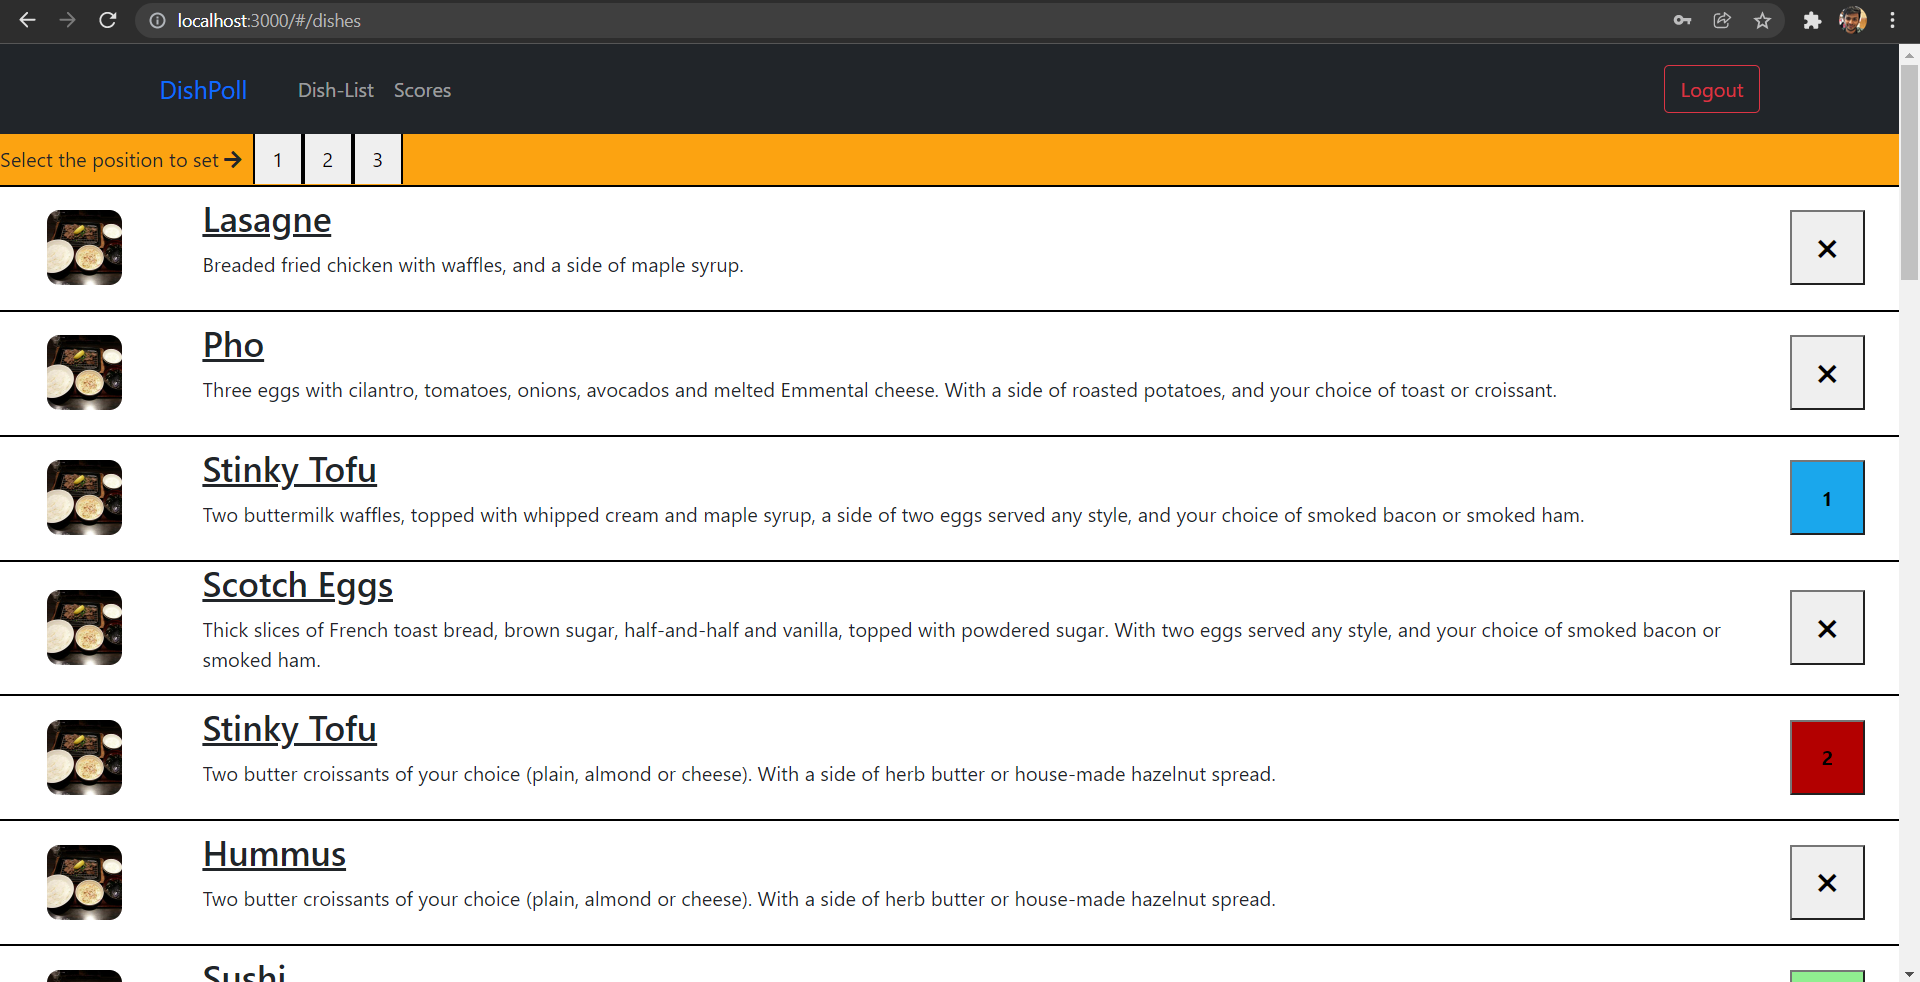 localhost:3000/#/dishes
DishPoll Dish-List Scores Logout
Select the position to set → 1 2 3
Lasagne
Breaded fried chicken with waffles, and a side of maple syrup.
Pho
Three eggs with cilantro, tomatoes, onions, avocados and melted Emmental cheese. With a side of roasted potatoes, and your choice of toast or croissant.
Stinky Tofu
Two buttermilk waffles, topped with whipped cream and maple syrup, a side of two eggs served any style, and your choice of smoked bacon or smoked ham.
1
Scotch Eggs
Thick slices of French toast bread, brown sugar, half-and-half and vanilla, topped with powdered sugar. With two eggs served any style, and your choice of smoked bacon or
smoked ham.
Stinky Tofu
Two butter croissants of your choice (plain, almond or cheese). With a side of herb butter or house-made hazelnut spread.
2
Hummus
Two butter croissants of your choice (plain, almond or cheese). With a side of herb butter or house-made hazelnut spread.
Sushi